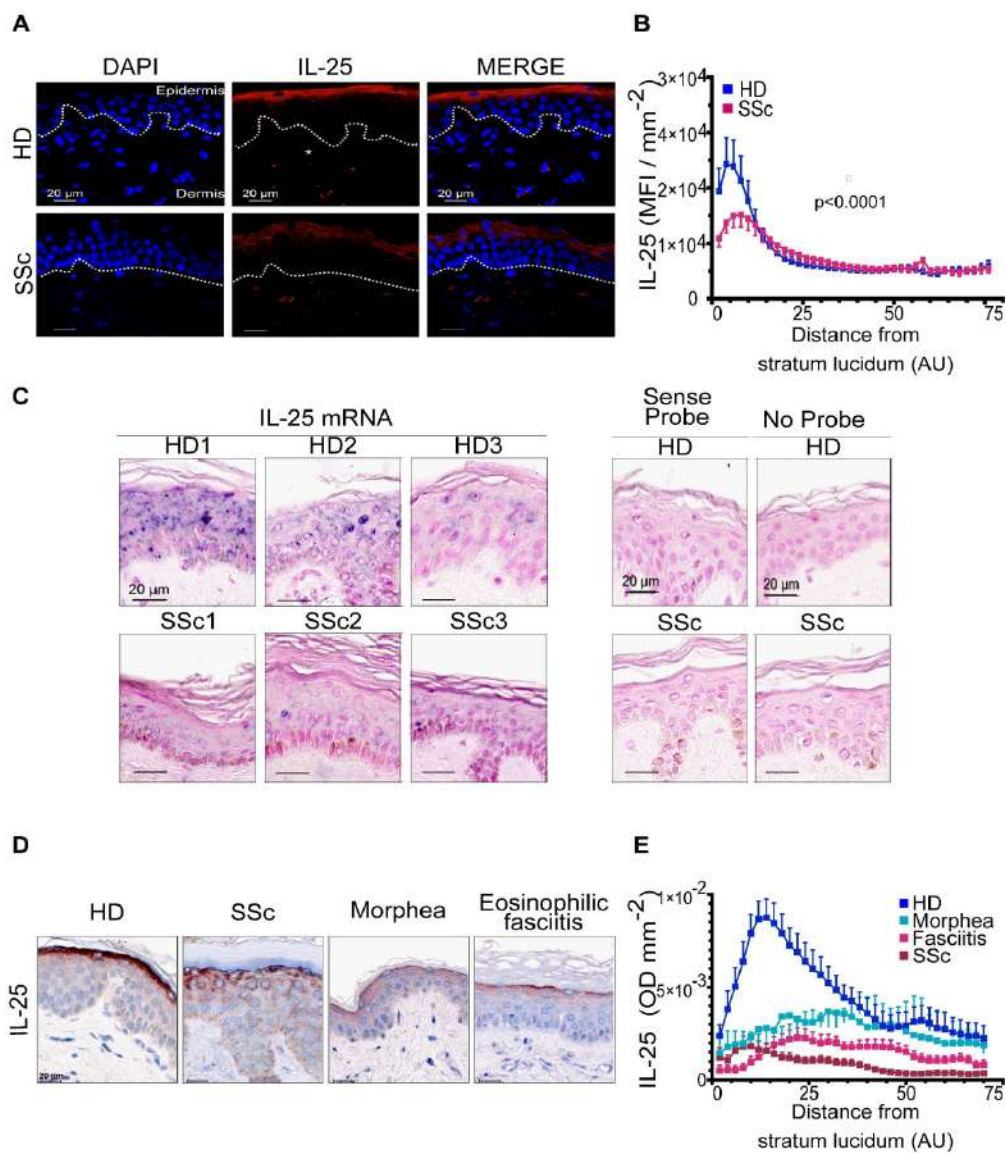 A
DAPI IL-25 MERGE
HD
Epidermis
Dermis
20 µm 20 µm 20 µm
*
SSc
B
IL-25 (MFI / mm⁻²)
3×10⁴
4×10⁴
2×10⁴
1×10⁴
0
HD
SSc
p<0.0001
0 25 50 75
Distance from
stratum lucidum (AU)
C
IL-25 mRNA
HD1 HD2 HD3
20 µm
SSc1 SSc2 SSc3
Sense
Probe No Probe
HD HD
20 µm 20 µm
SSc SSc
D
HD SSc Morphea Eosinophilic
fasciitis
IL-25
20 µm
E
IL-25 (OD mm⁻²)
1×10⁻²
5×10⁻³
0
HD
Morphea
Fasciitis
SSc
0 25 50 75
Distance from
stratum lucidum (AU)